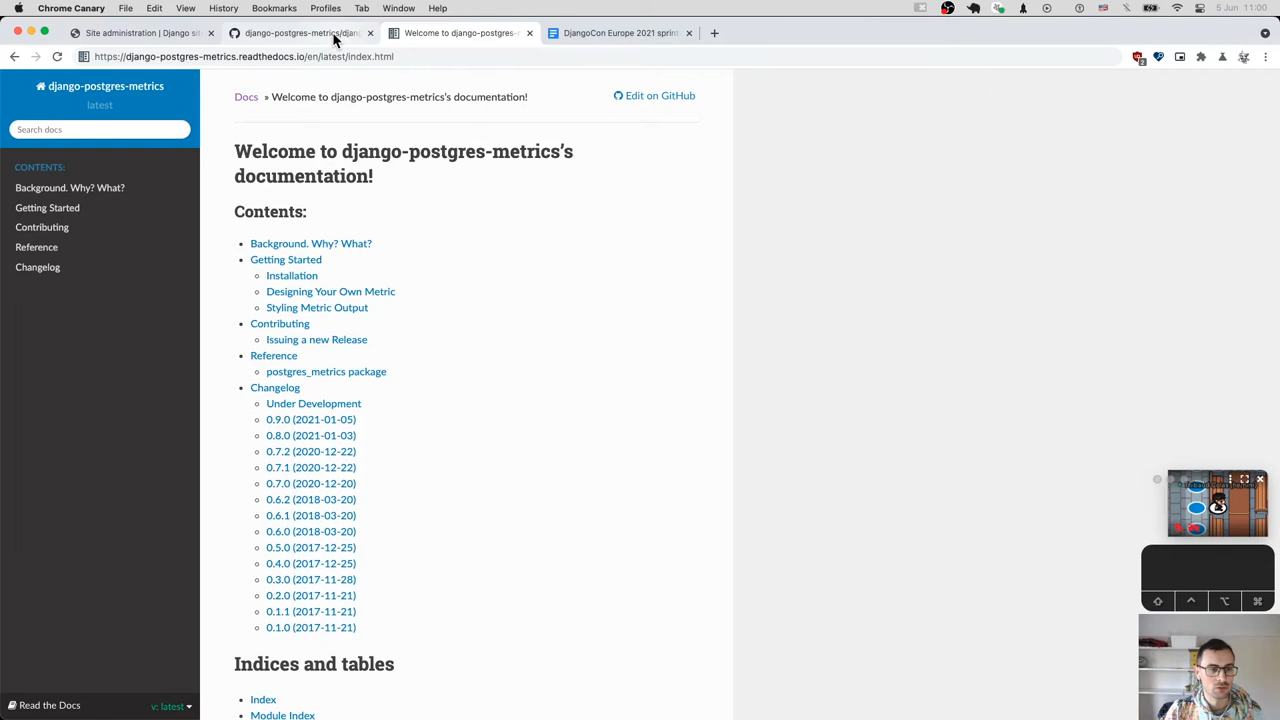 Chrome Canary File Edit View History Bookmarks Profiles Tab Window Help
5 Jun 11:00
Site administration | Django sit
django-postgres-metrics/djan
Welcome to django-postgres-
DjangoCon Europe 2021 sprint
https://django-postgres-metrics.readthedocs.io/en/latest/index.html
django-postgres-metrics
latest
Search docs
CONTENTS:
Background. Why? What?
Getting Started
Contributing
Reference
Changelog
Read the Docs
v: latest
Docs » Welcome to django-postgres-metrics's documentation!
Edit on GitHub
Welcome to django-postgres-metrics's
documentation!
Contents:
• Background. Why? What?
• Getting Started
◦ Installation
◦ Designing Your Own Metric
◦ Styling Metric Output
• Contributing
◦ Issuing a new Release
• Reference
◦ postgres_metrics package
• Changelog
◦ Under Development
◦ 0.9.0 (2021-01-05)
◦ 0.8.0 (2021-01-03)
◦ 0.7.2 (2020-12-22)
◦ 0.7.1 (2020-12-22)
◦ 0.7.0 (2020-12-20)
◦ 0.6.2 (2018-03-20)
◦ 0.6.1 (2018-03-20)
◦ 0.6.0 (2018-03-20)
◦ 0.5.0 (2017-12-25)
◦ 0.4.0 (2017-12-25)
◦ 0.3.0 (2017-11-28)
◦ 0.2.0 (2017-11-21)
◦ 0.1.1 (2017-11-21)
◦ 0.1.0 (2017-11-21)
Indices and tables
• Index
• Module Index